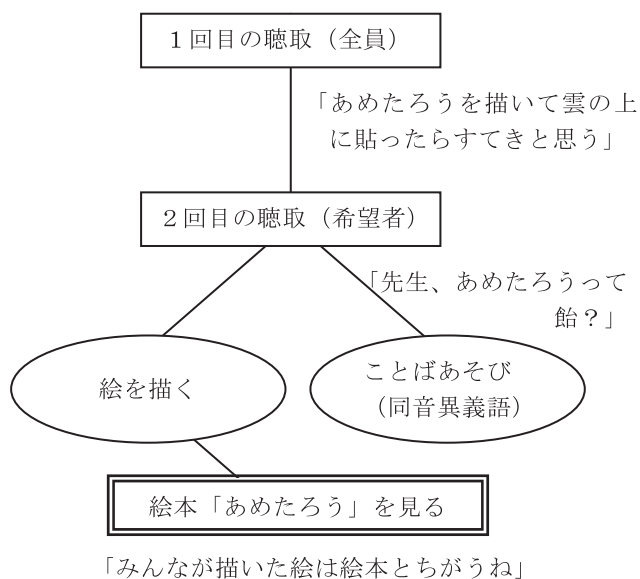 １回目の聴取（全員）
「あめたろうを描いて雲の上
に貼ったらすてきと思う」
２回目の聴取（希望者）
「先生、あめたろうって
飴？」
絵を描く
ことばあそび
（同音異義語）
絵本「あめたろう」を見る
「みんなが描いた絵は絵本とちがうね」